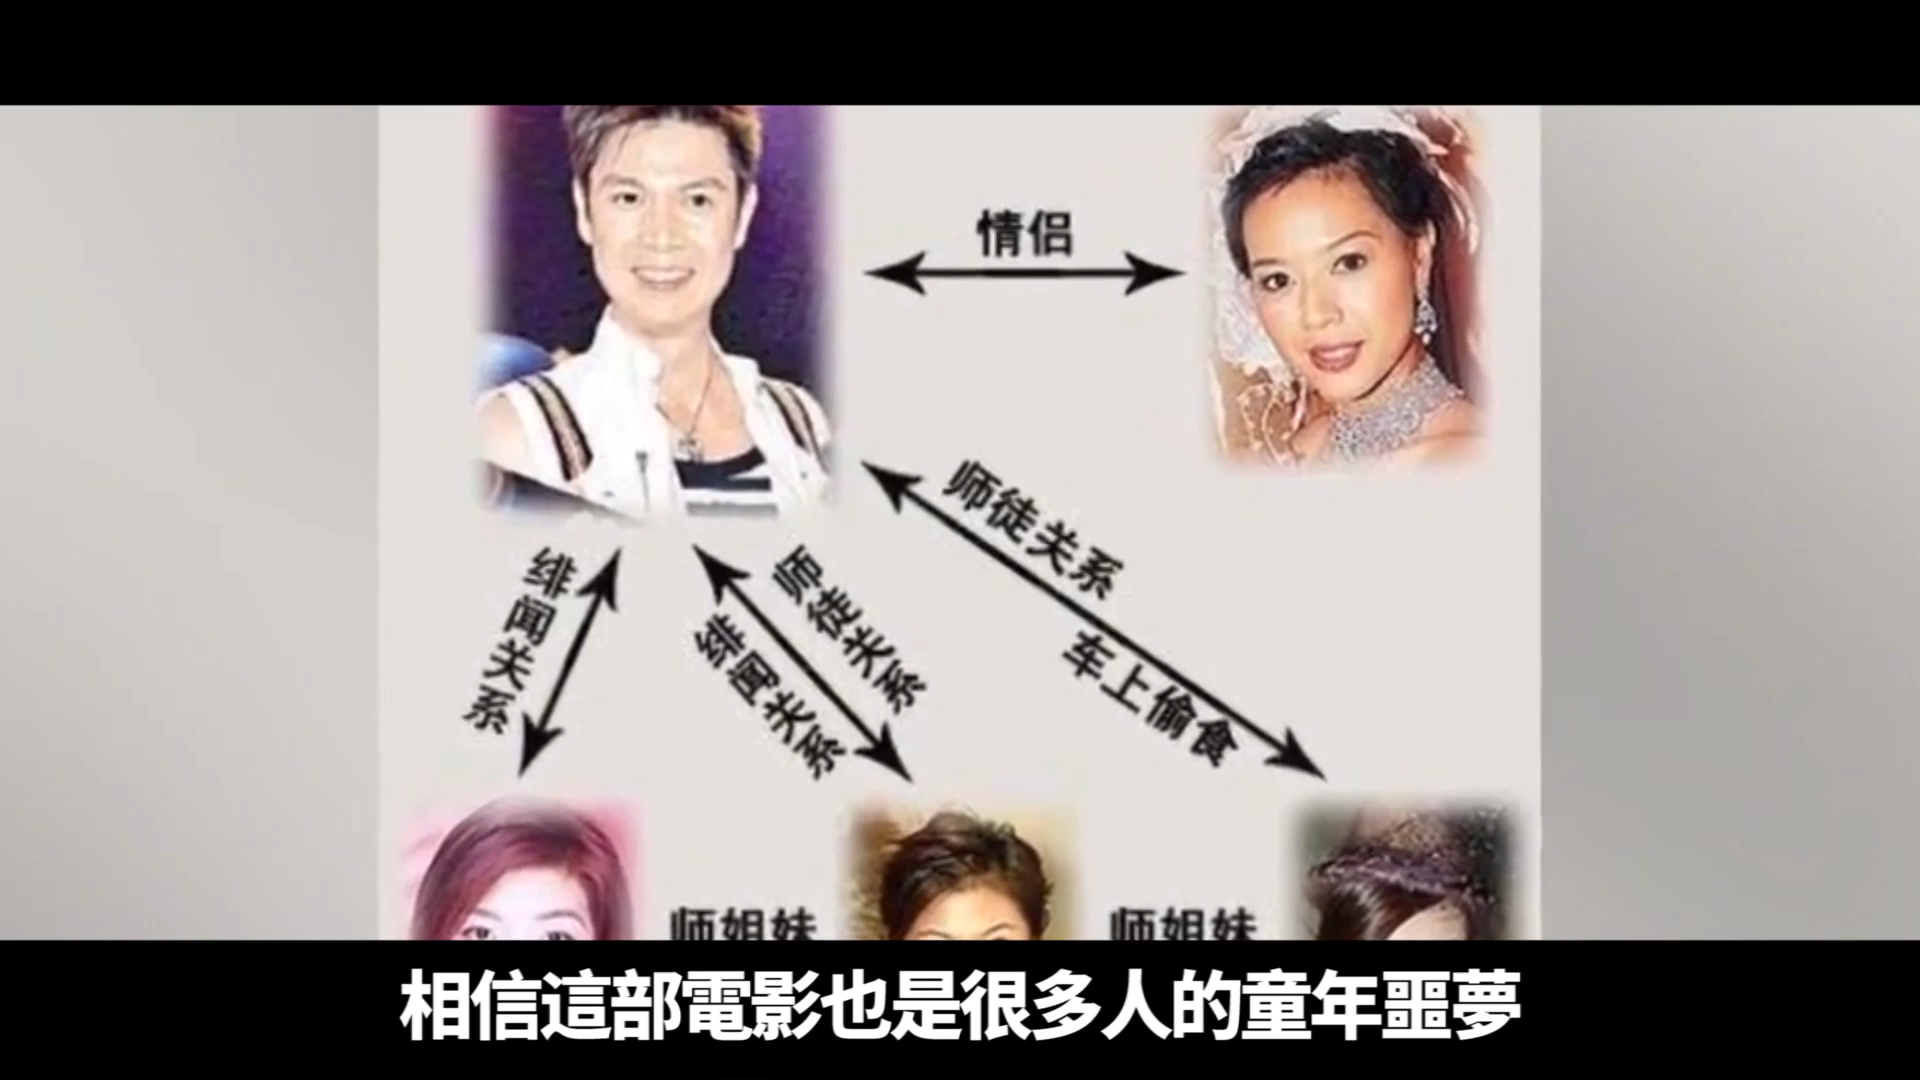 情侣
师徒关系
车上偷食
绯闻关系
师徒关系
绯闻关系
师姐妹
师姐妹
相信這部電影也是很多人的童年噩夢